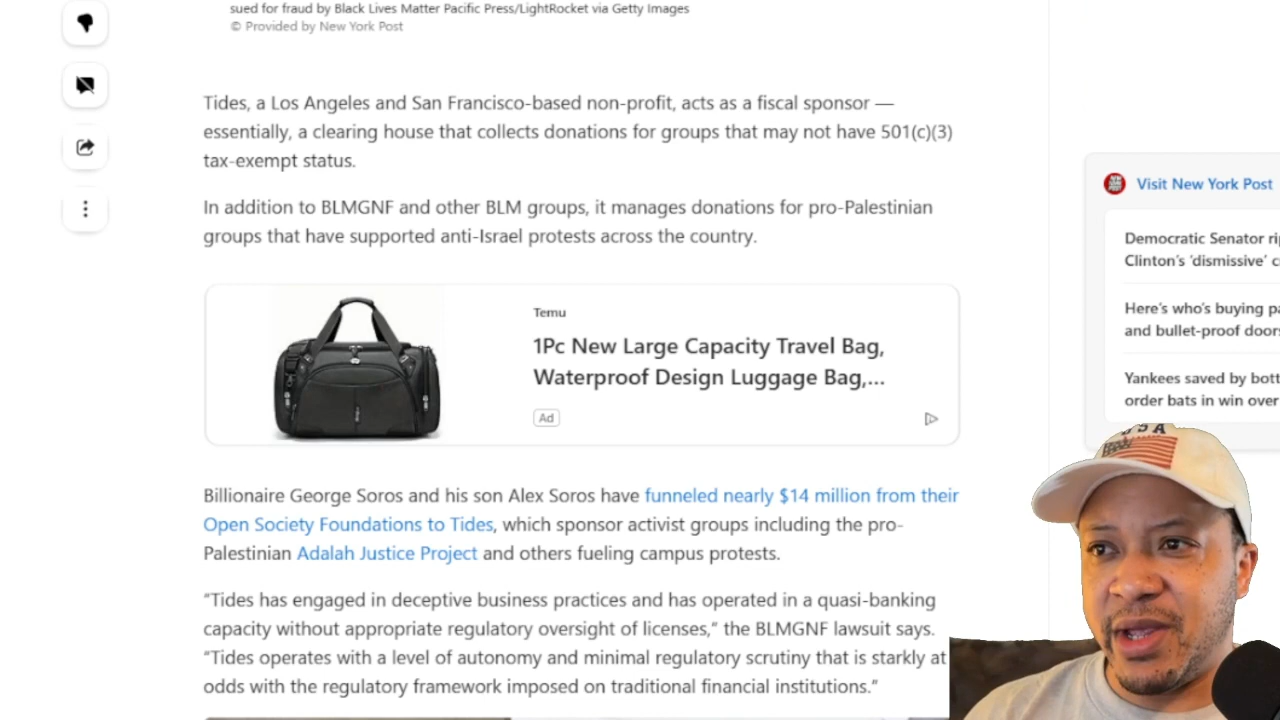 sued for fraud by Black Lives Matter Pacific Press/LightRocket via Getty Images
© Provided by New York Post
Tides, a Los Angeles and San Francisco-based non-profit, acts as a fiscal sponsor —
essentially, a clearing house that collects donations for groups that may not have 501(c)(3)
tax-exempt status.
In addition to BLMGNF and other BLM groups, it manages donations for pro-Palestinian
groups that have supported anti-Israel protests across the country.
Temu
1Pc New Large Capacity Travel Bag,
Waterproof Design Luggage Bag,...
Ad
Billionaire George Soros and his son Alex Soros have funneled nearly $14 million from their
Open Society Foundations to Tides, which sponsor activist groups including the pro-
Palestinian Adalah Justice Project and others fueling campus protests.
“Tides has engaged in deceptive business practices and has operated in a quasi-banking
capacity without appropriate regulatory oversight of licenses,” the BLMGNF lawsuit says.
“Tides operates with a level of autonomy and minimal regulatory scrutiny that is starkly at
odds with the regulatory framework imposed on traditional financial institutions.”
Visit New York Post
Democratic Senator ri
Clinton's 'dismissive' c
Here's who's buying pa
and bullet-proof door
Yankees saved by bott
order bats in win over
USA